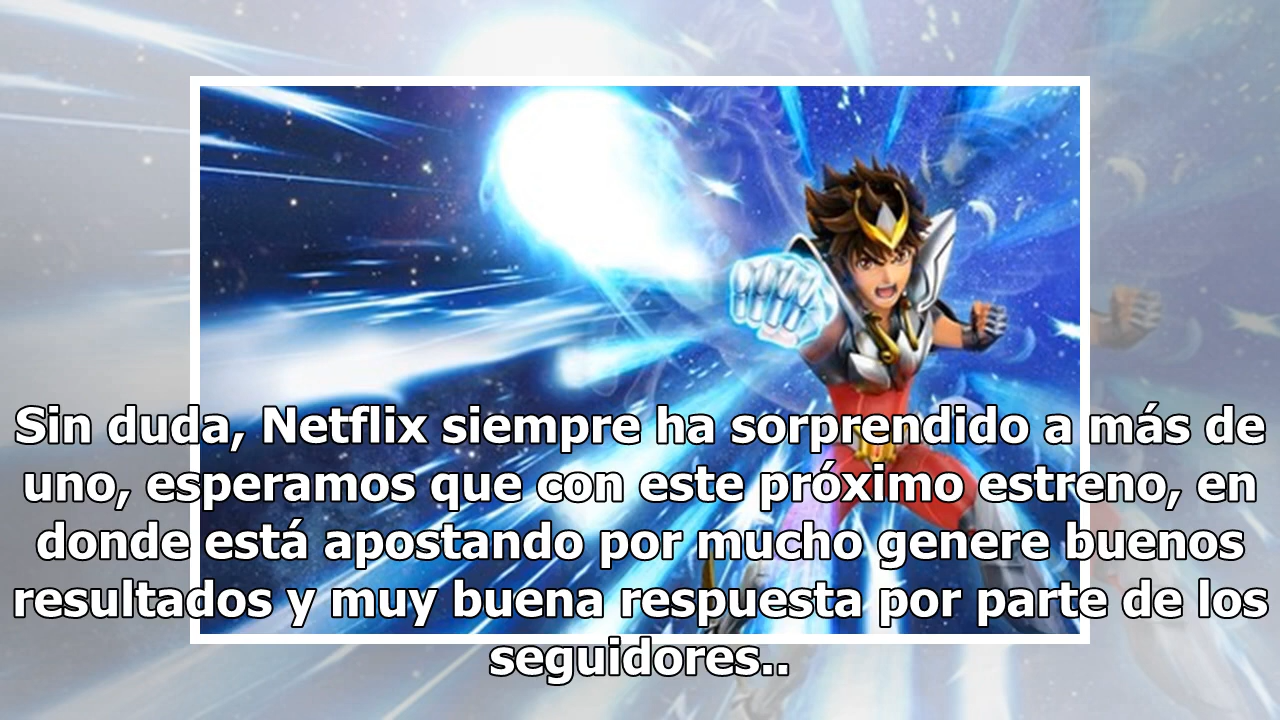 Sin duda, Netflix siempre ha sorprendido a más de
uno, esperamos que con este próximo estreno, en
donde está apostando por mucho genere buenos
resultados y muy buena respuesta por parte de los
seguidores..